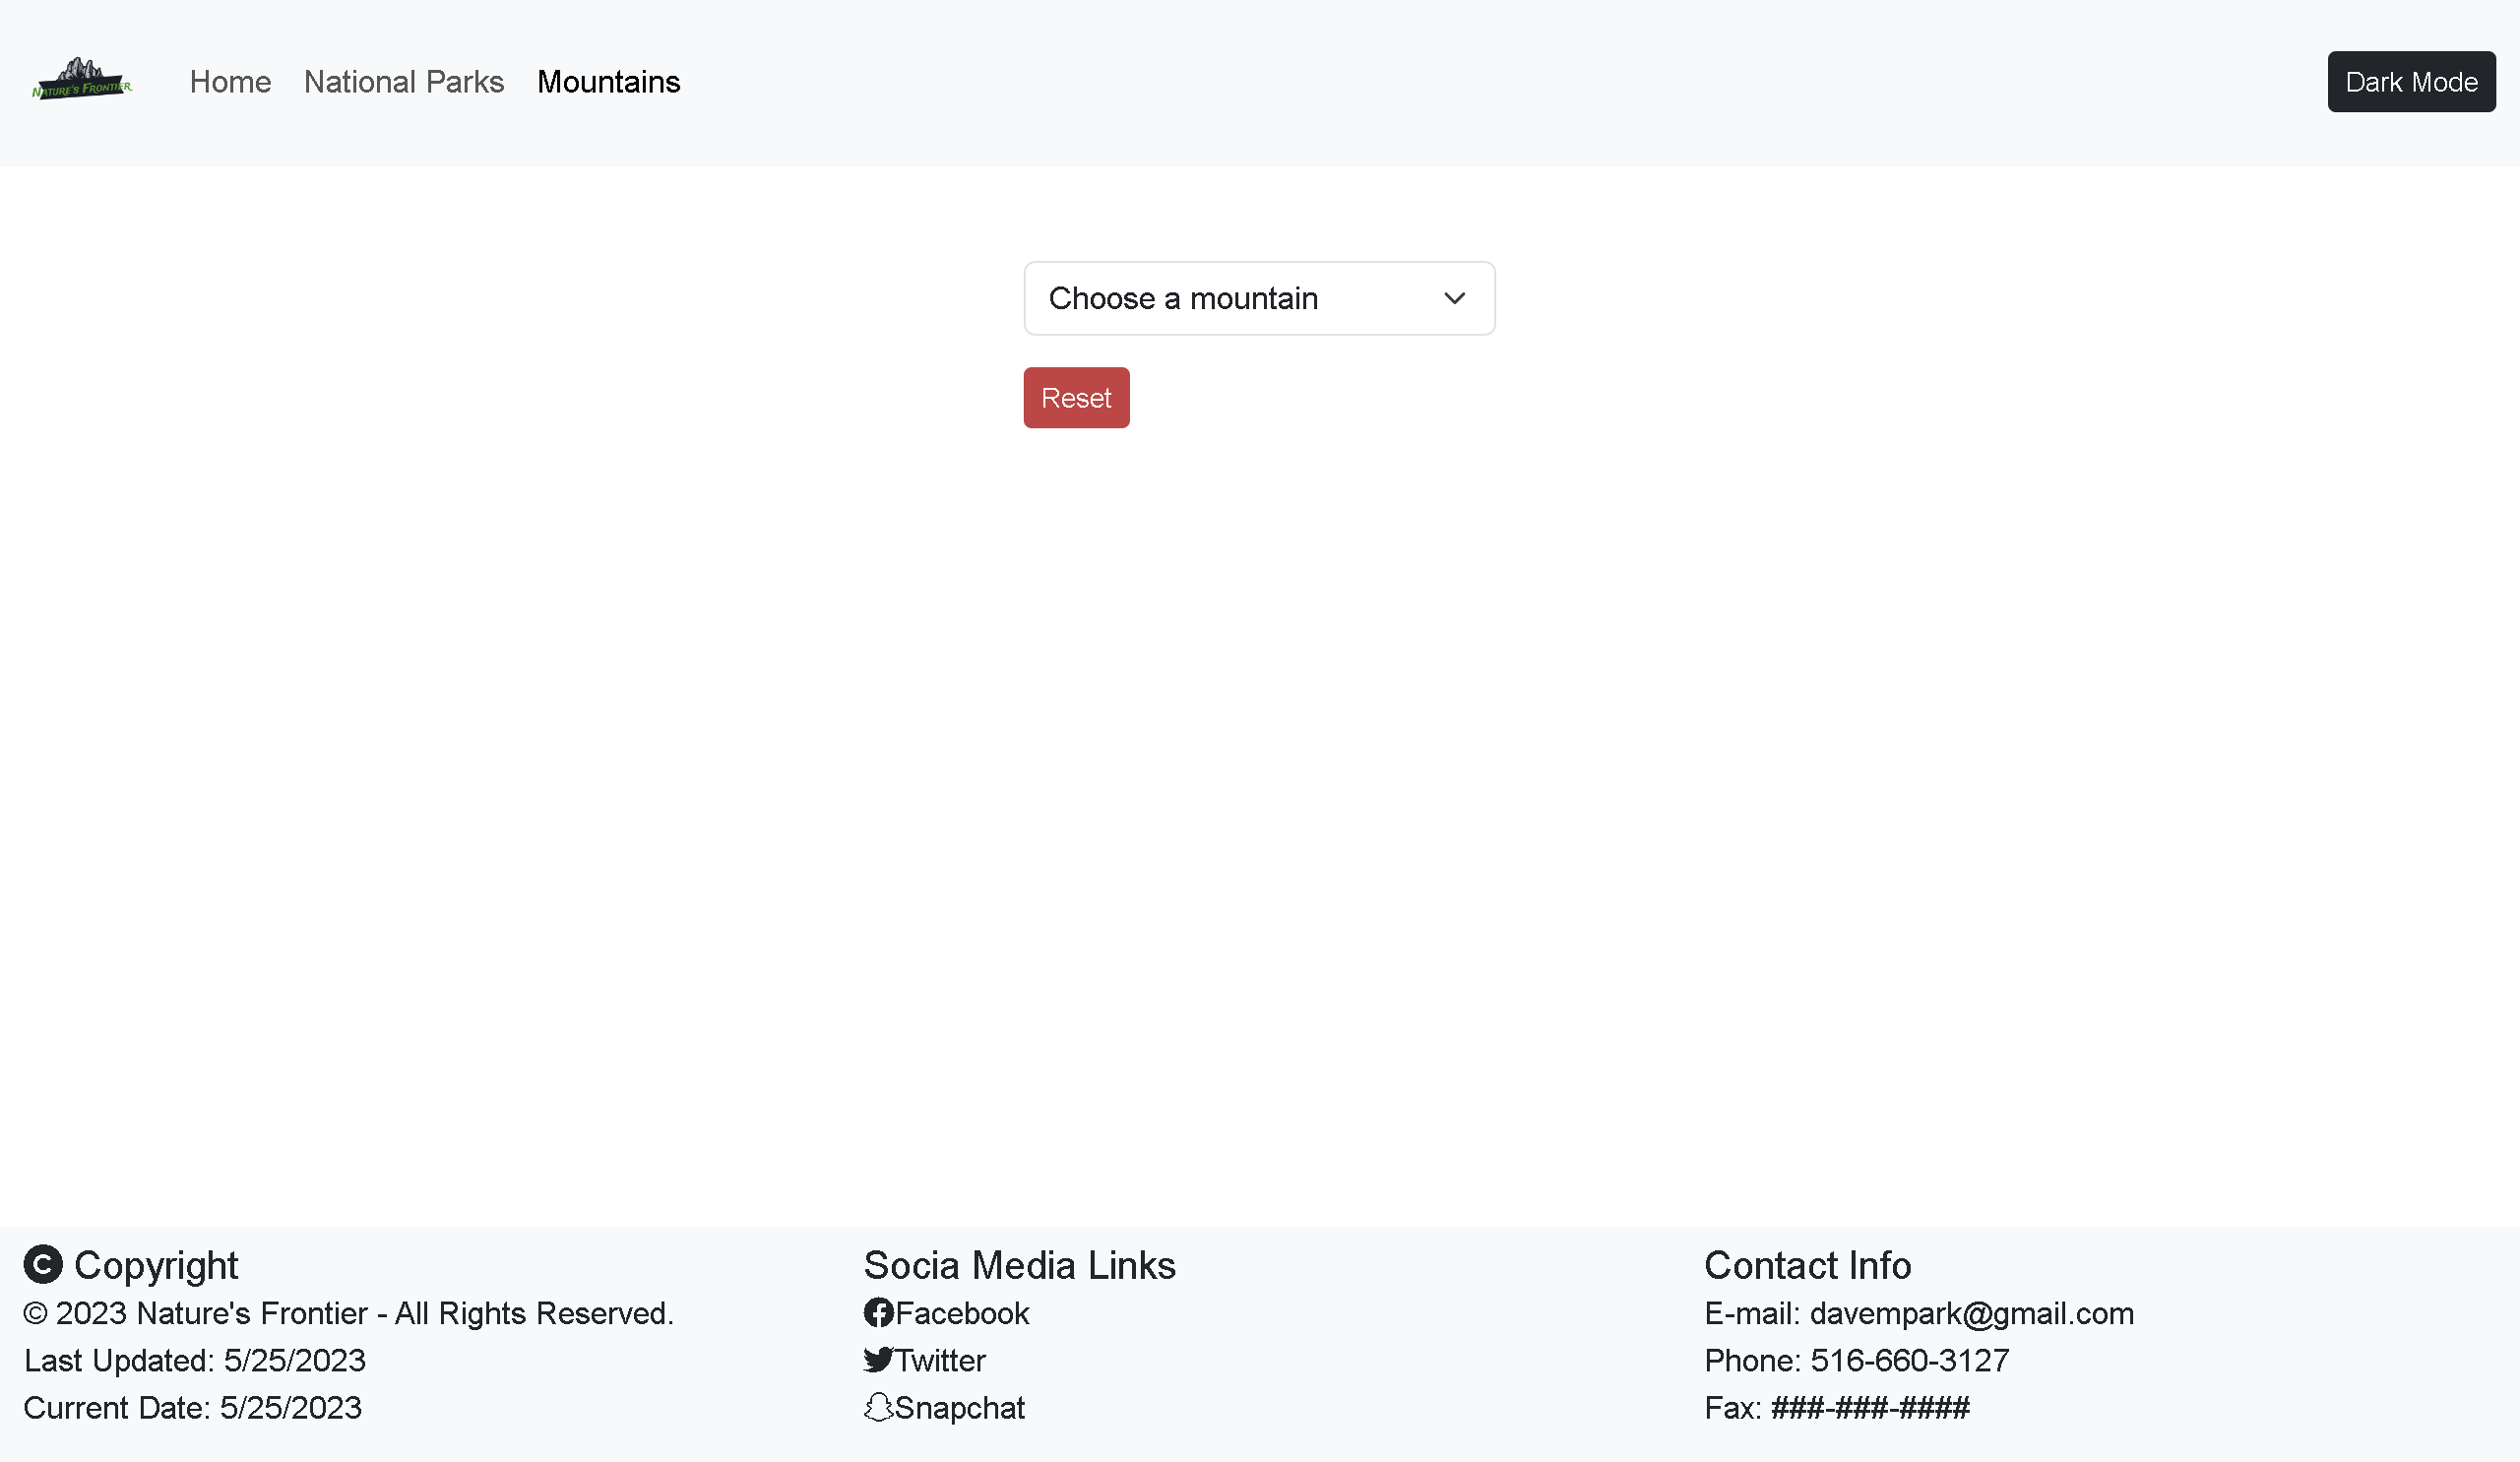 NATURE'S FRONTIER
Home National Parks Mountains
Dark Mode
Choose a mountain
Reset
Copyright
© 2023 Nature's Frontier - All Rights Reserved.
Last Updated: 5/25/2023
Current Date: 5/25/2023
Socia Media Links
Facebook
Twitter
Snapchat
Contact Info
E-mail: davempark@gmail.com
Phone: 516-660-3127
Fax: ###-###-####